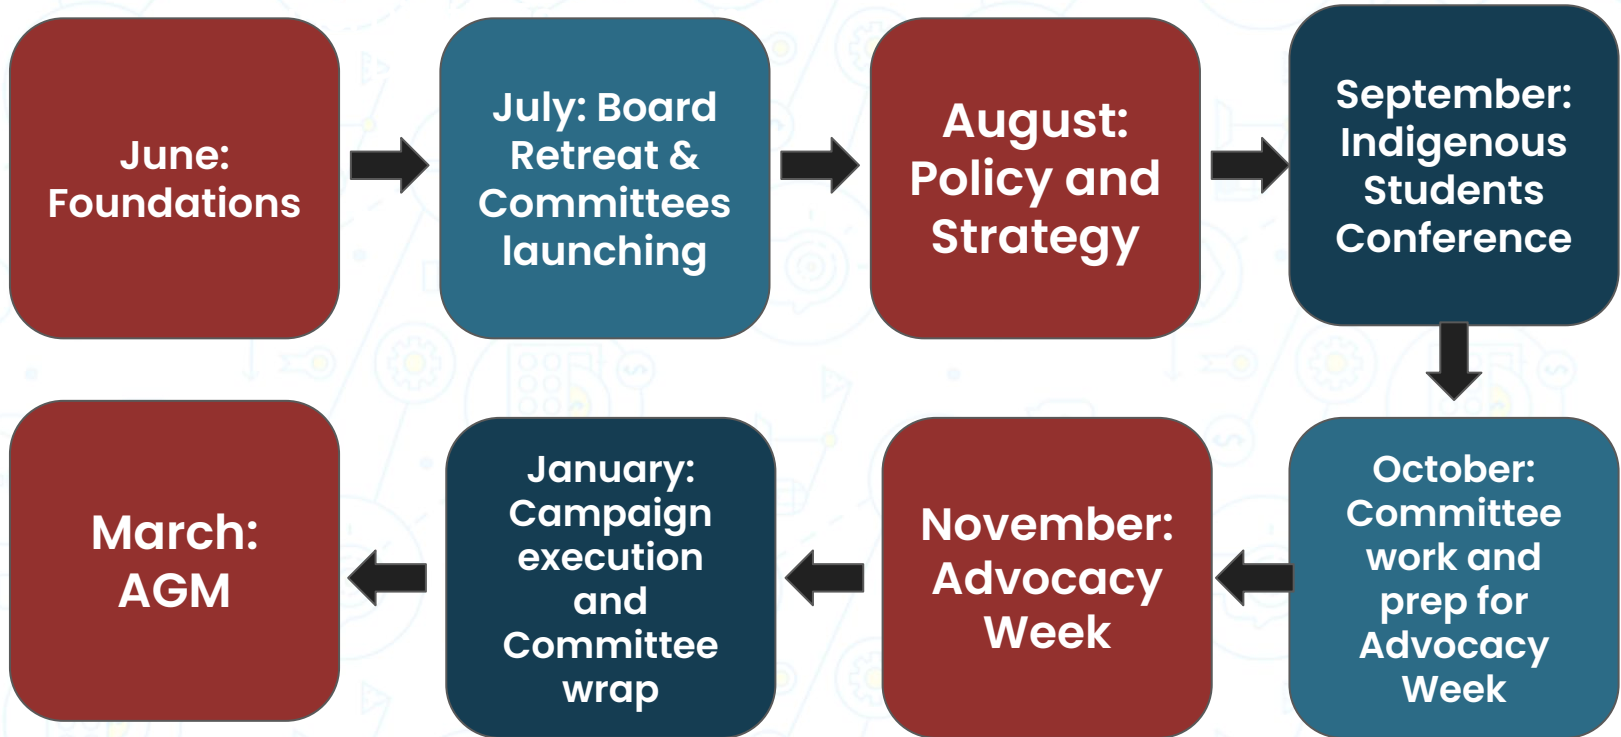 June:
Foundations
July: Board
Retreat &
Committees
launching
August:
Policy and
Strategy
September:
Indigenous
Students
Conference
October:
Committee
work and
prep for
Advocacy
Week
November:
Advocacy
Week
January:
Campaign
execution
and
Committee
wrap
March:
AGM